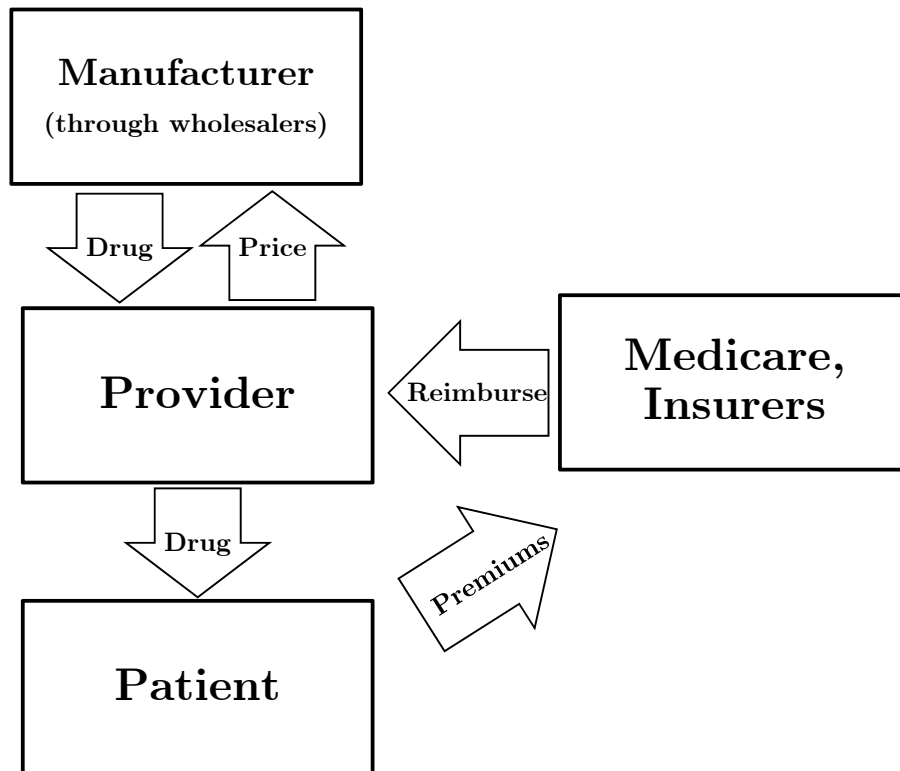 Manufacturer
(through wholesalers)
Drug
Price
Provider
Reimburse
Medicare,
Insurers
Drug
Premiums
Patient